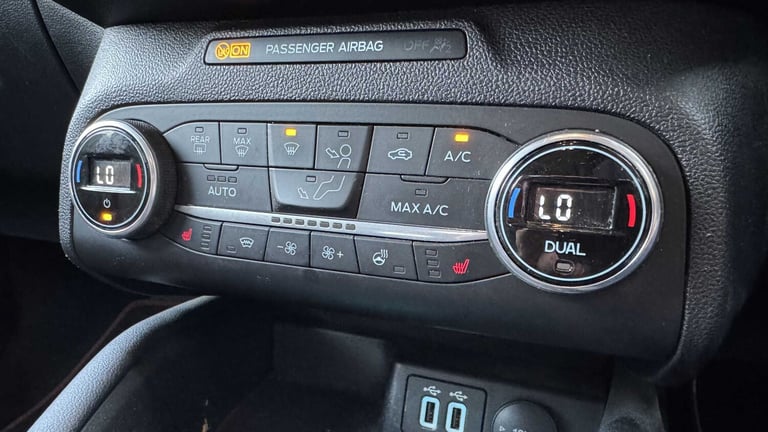 ON PASSENGER AIRBAG OFF
REAR MAX A/C
LO AUTO MAX A/C LO
DUAL
- +